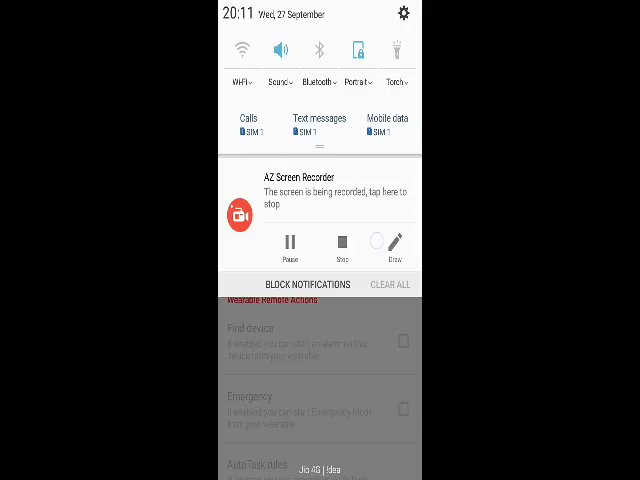 20:11 Wed, 27 September
Wi-Fi Sound Bluetooth Portrait Torch
Calls Text messages Mobile data
SIM 1 SIM 1 SIM 1
AZ Screen Recorder
The screen is being recorded, tap here to
stop
Pause Stop Draw
BLOCK NOTIFICATIONS CLEAR ALL
Wearable Remote Actions
Find device
If enabled you can start an alarm on this
device from your wearable
Emergency
If enabled you can start Emergency-Mode
from your wearable
AutoTask rules
Jio 4G | !dea